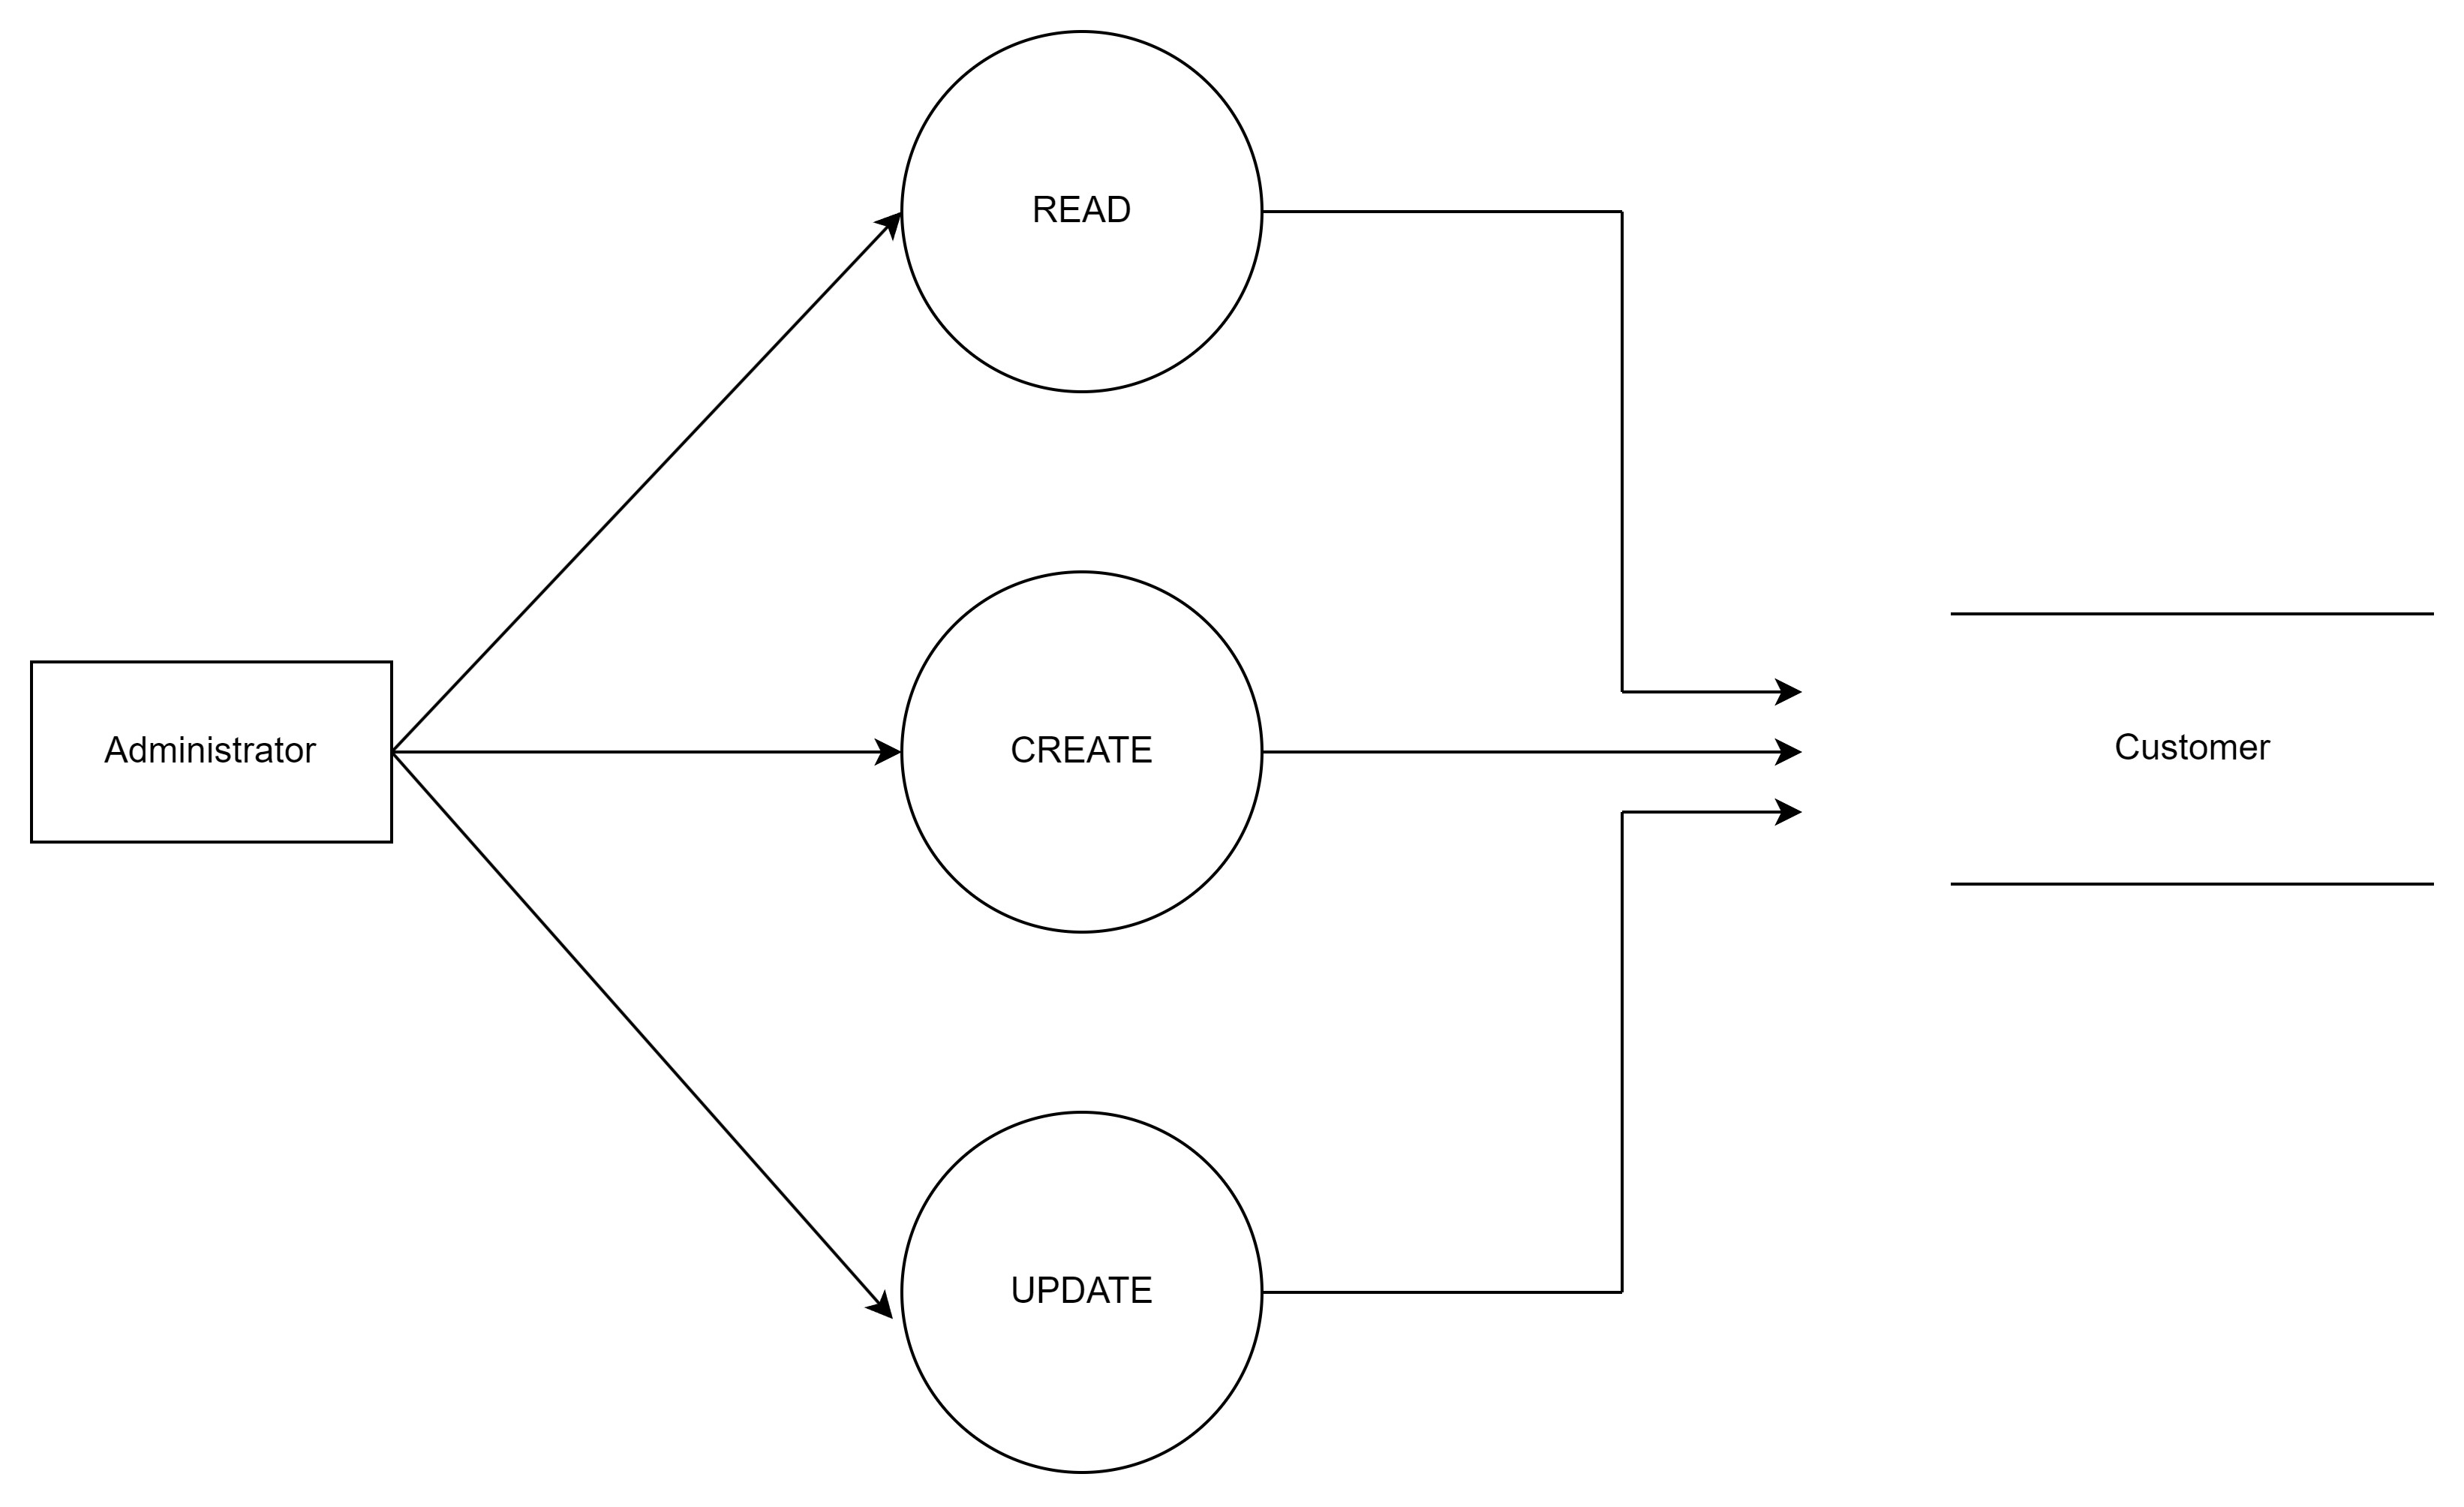 READ
Administrator
CREATE
Customer
UPDATE